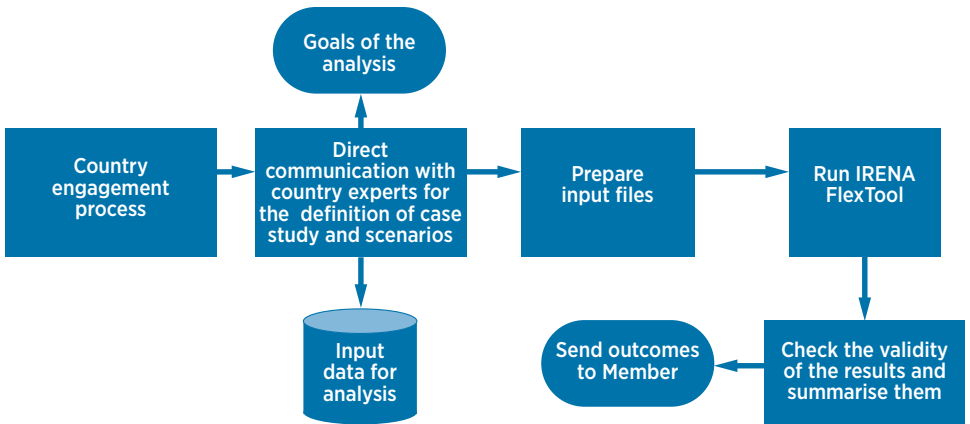 Goals of the
analysis
Country
engagement
process
Direct
communication with
country experts for
the definition of case
study and scenarios
Prepare
input files
Run IRENA
FlexTool
Input
data for
analysis
Send outcomes
to Member
Check the validity
of the results and
summarise them